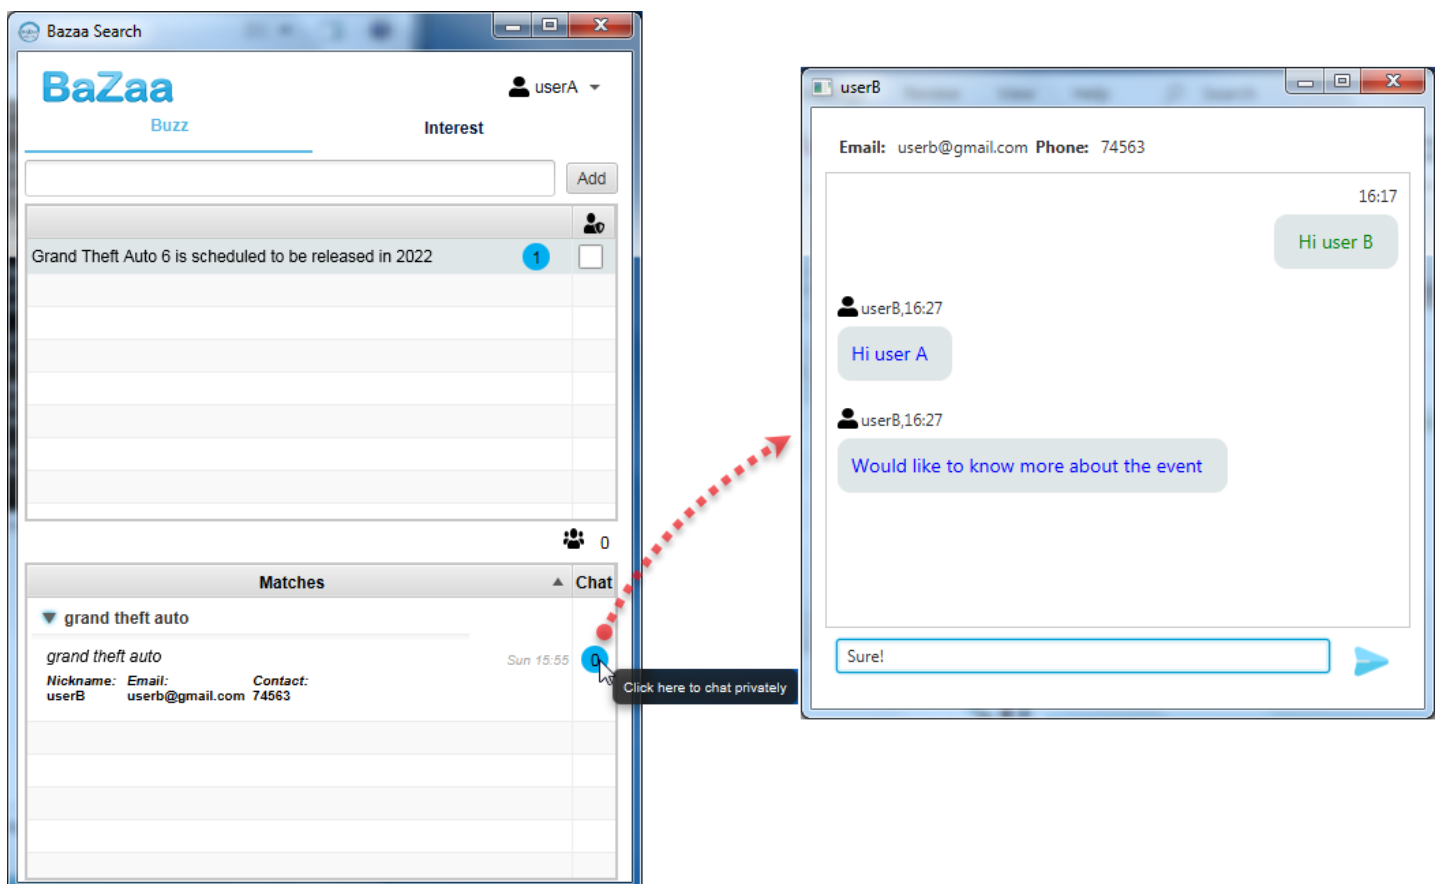 Bazaa Search
BaZaa
userA
Buzz
Interest
Add
Grand Theft Auto 6 is scheduled to be released in 2022
1
0
Matches
Chat
grand theft auto
grand theft auto
Sun 15:55
0
Nickname: Email: Contact:
userB userb@gmail.com 74563
Click here to chat privately
userB
View Help Search
Email: userb@gmail.com Phone: 74563
16:17
Hi user B
userB,16:27
Hi user A
userB,16:27
Would like to know more about the event
Sure!